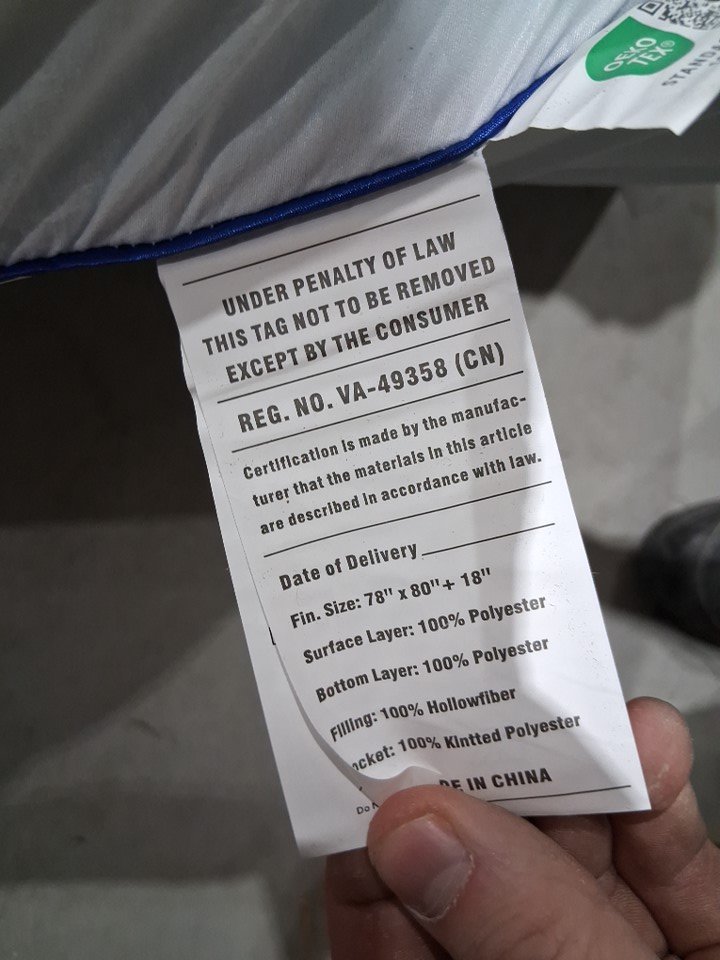 OEKO
TEX®
UNDER PENALTY OF LAW
THIS TAG NOT TO BE REMOVED
EXCEPT BY THE CONSUMER
REG. NO. VA-49358 (CN)
Certification is made by the manufac-
turer that the materials in this article
are described in accordance with law.
Date of Delivery
Fin. Size: 78" x 80" + 18"
Surface Layer: 100% Polyester
Bottom Layer: 100% Polyester
Filling: 100% Hollowfiber
ocket: 100% Kintted Polyester
DE IN CHINA
Do